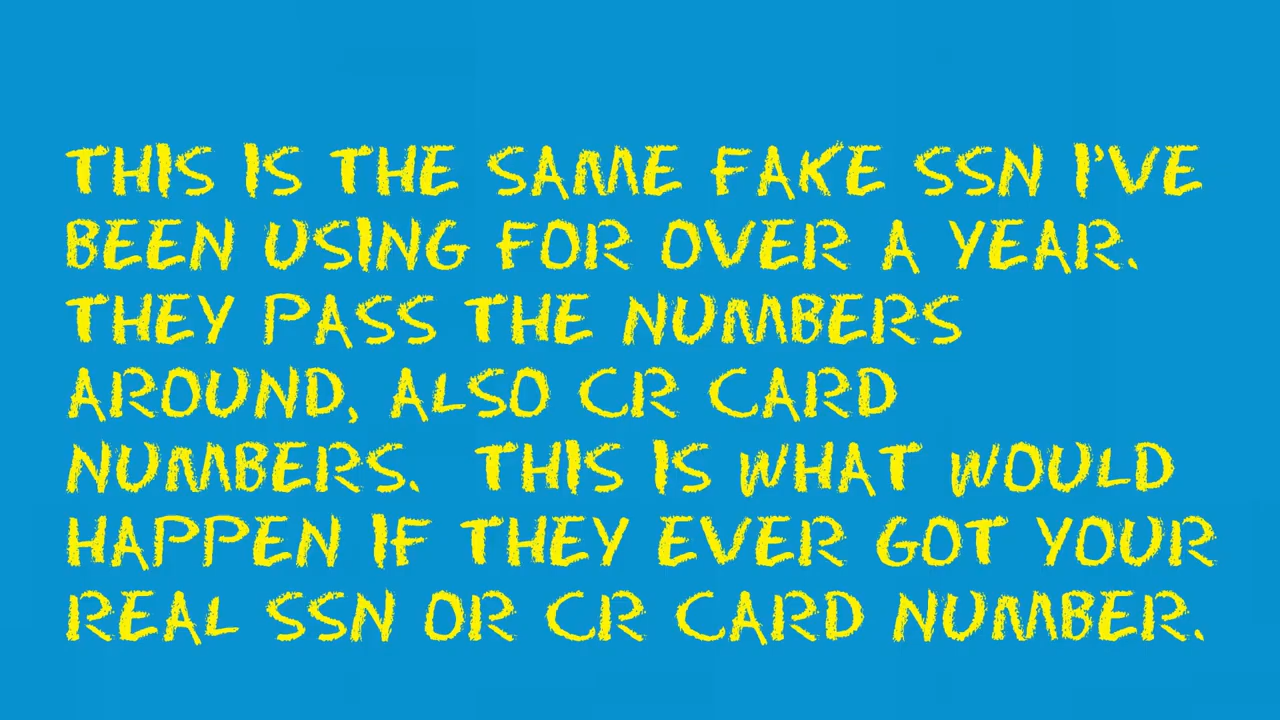 THIS IS THE SAME FAKE SSN I'VE
BEEN USING FOR OVER A YEAR.
THEY PASS THE NUMBERS
AROUND, ALSO CR CARD
NUMBERS.  THIS IS WHAT WOULD
HAPPEN IF THEY EVER GOT YOUR
REAL SSN OR CR CARD NUMBER.